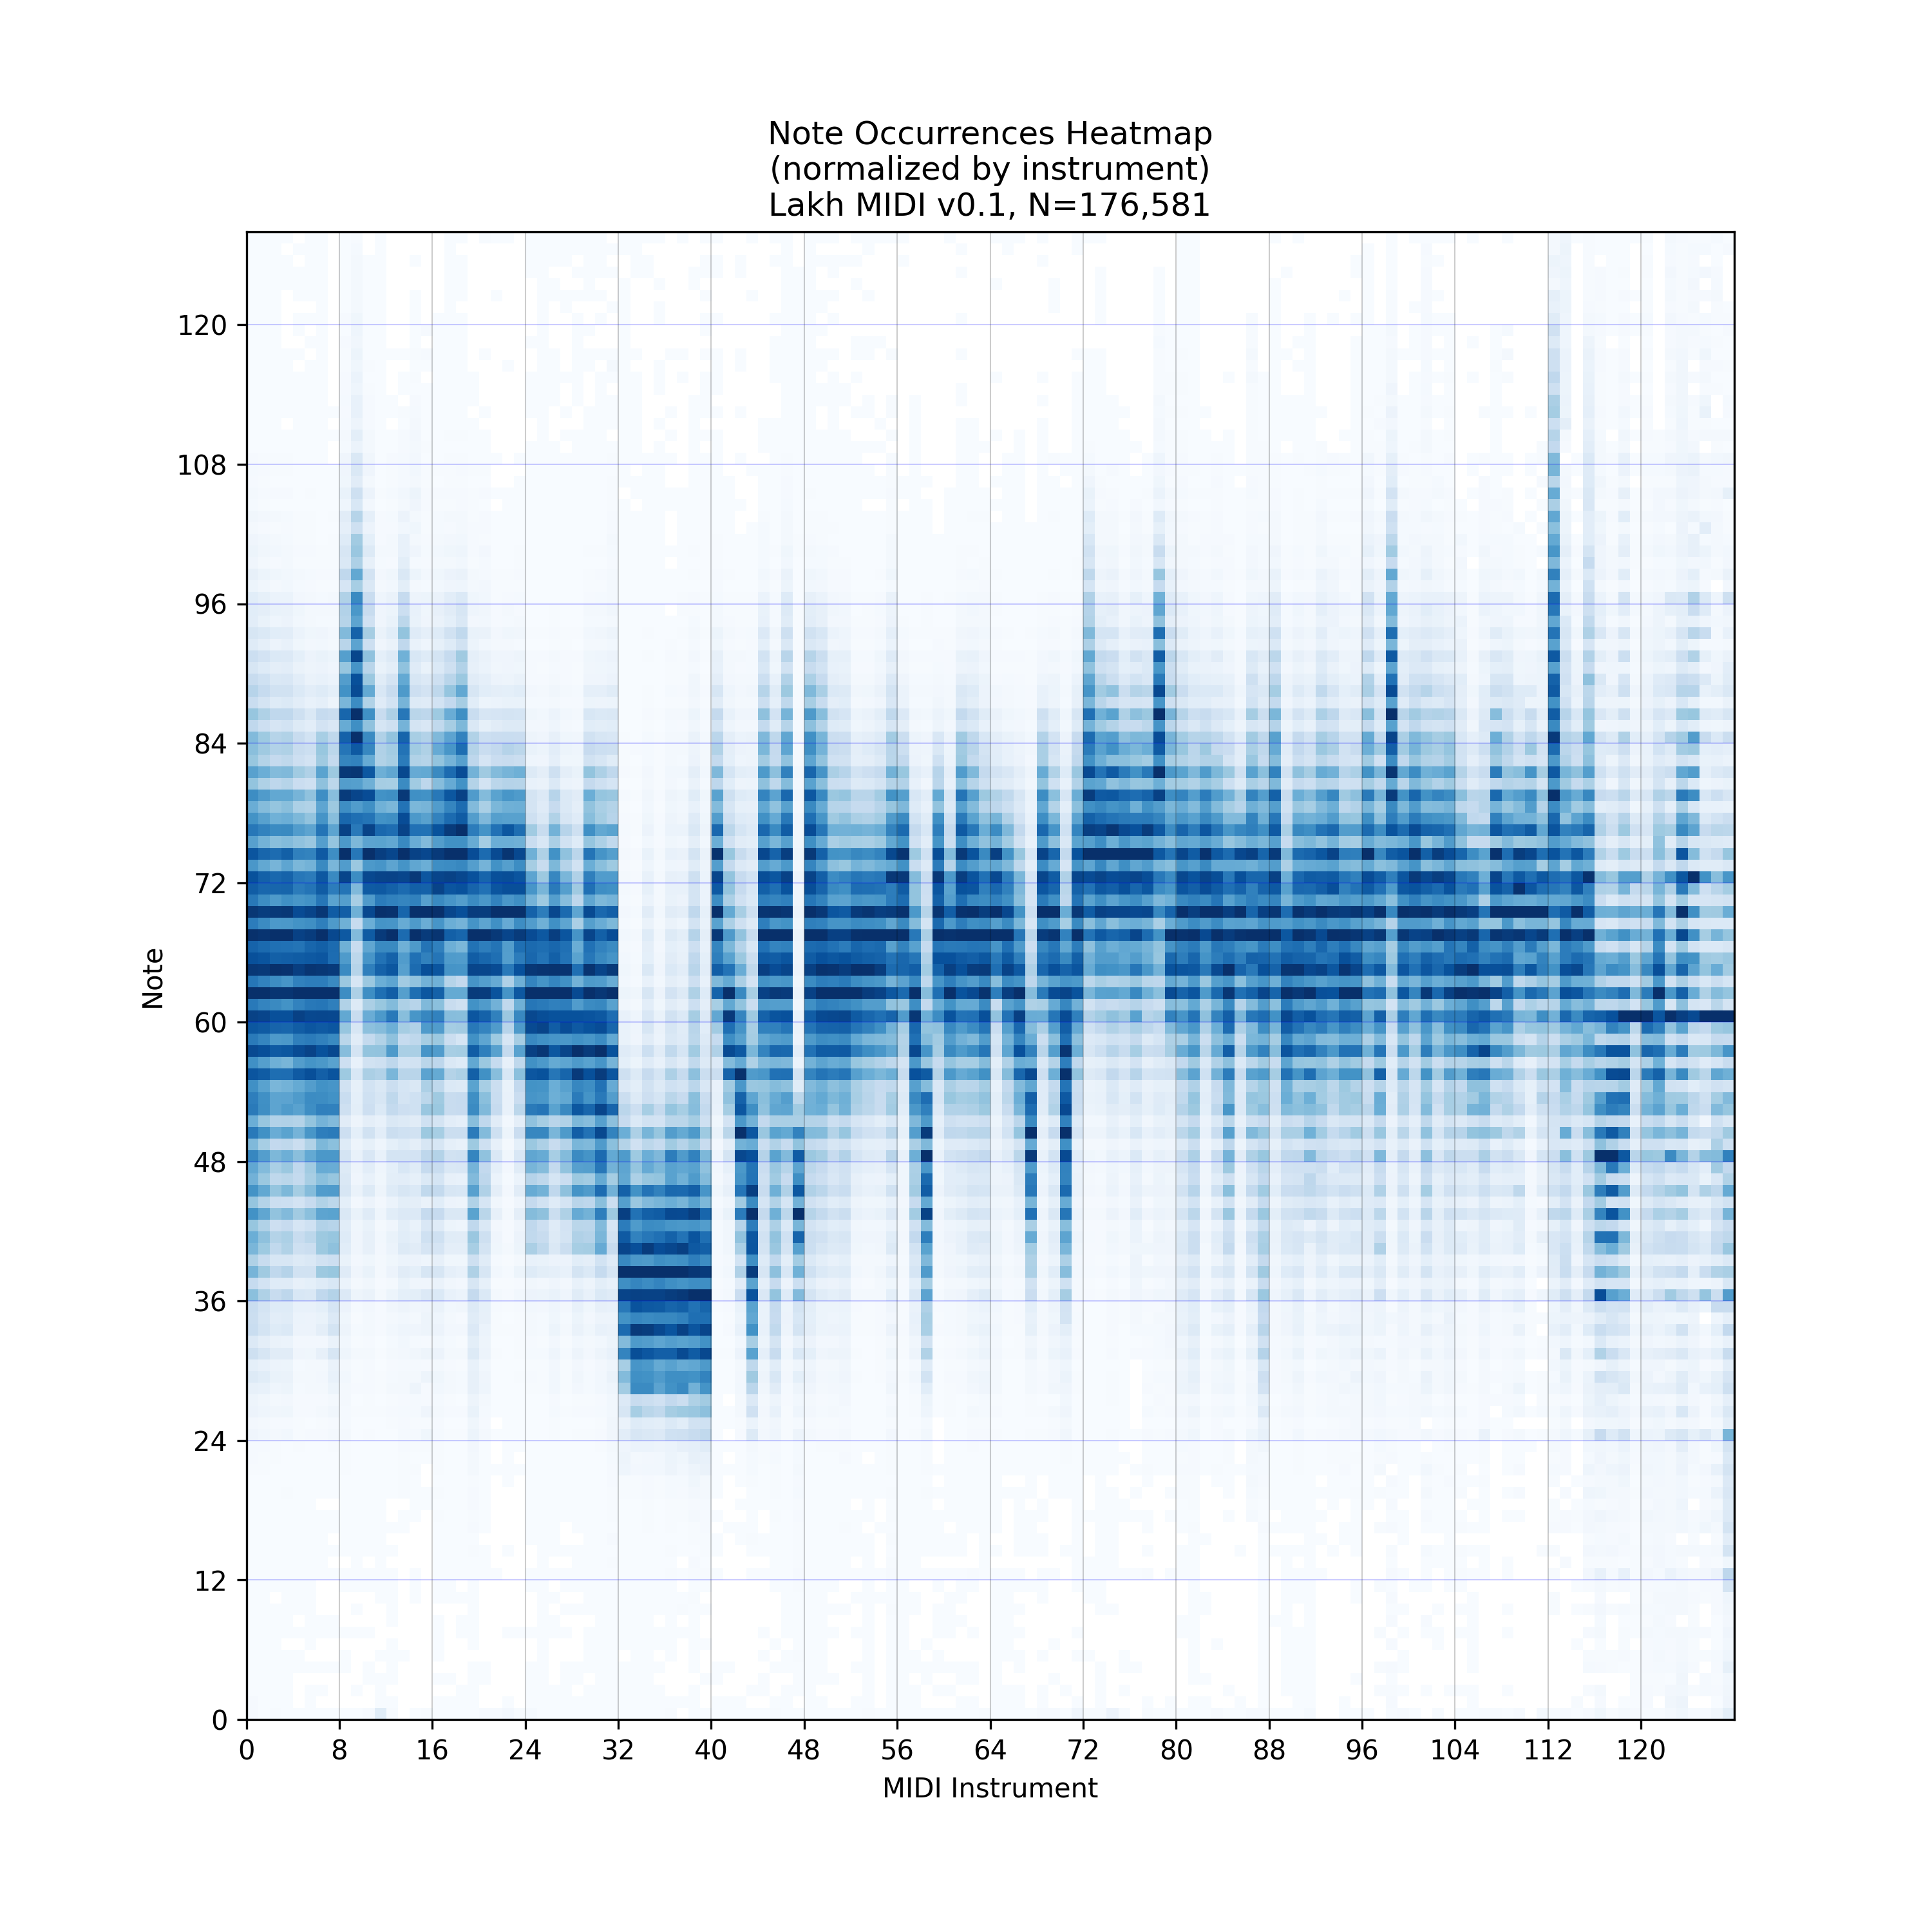 Note Occurrences Heatmap
(normalized by instrument)
Lakh MIDI v0.1, N=176,581
Note
120
108
96
84
72
60
48
36
24
12
0
0 8 16 24 32 40 48 56 64 72 80 88 96 104 112 120
MIDI Instrument